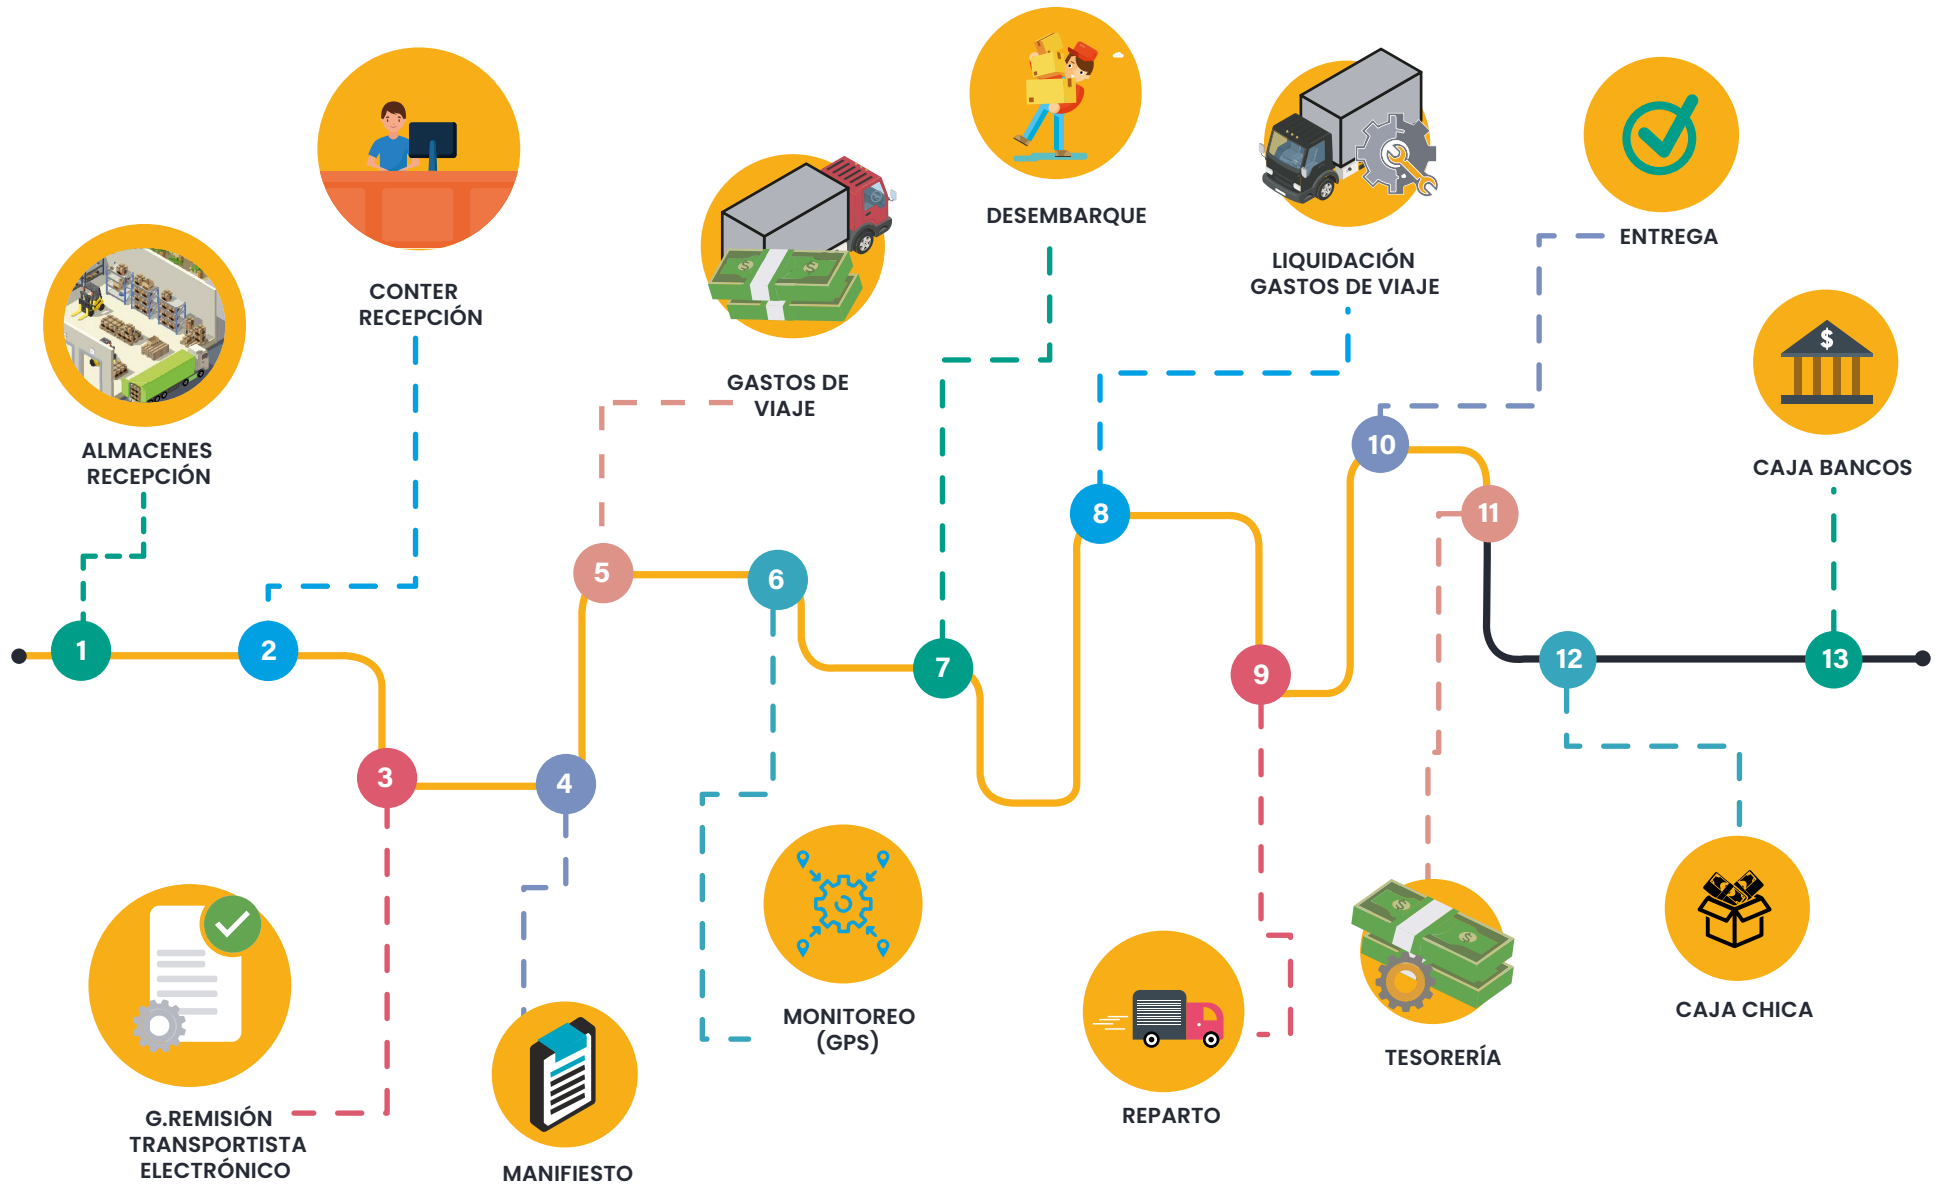 1
ALMACENES
RECEPCIÓN
2
CONTER
RECEPCIÓN
3
G.REMISIÓN
TRANSPORTISTA
ELECTRÓNICO
4
MANIFIESTO
5
GASTOS DE
VIAJE
6
MONITOREO
(GPS)
7
DESEMBARQUE
8
LIQUIDACIÓN
GASTOS DE VIAJE
9
REPARTO
10
ENTREGA
11
TESORERÍA
12
CAJA CHICA
13
CAJA BANCOS
$